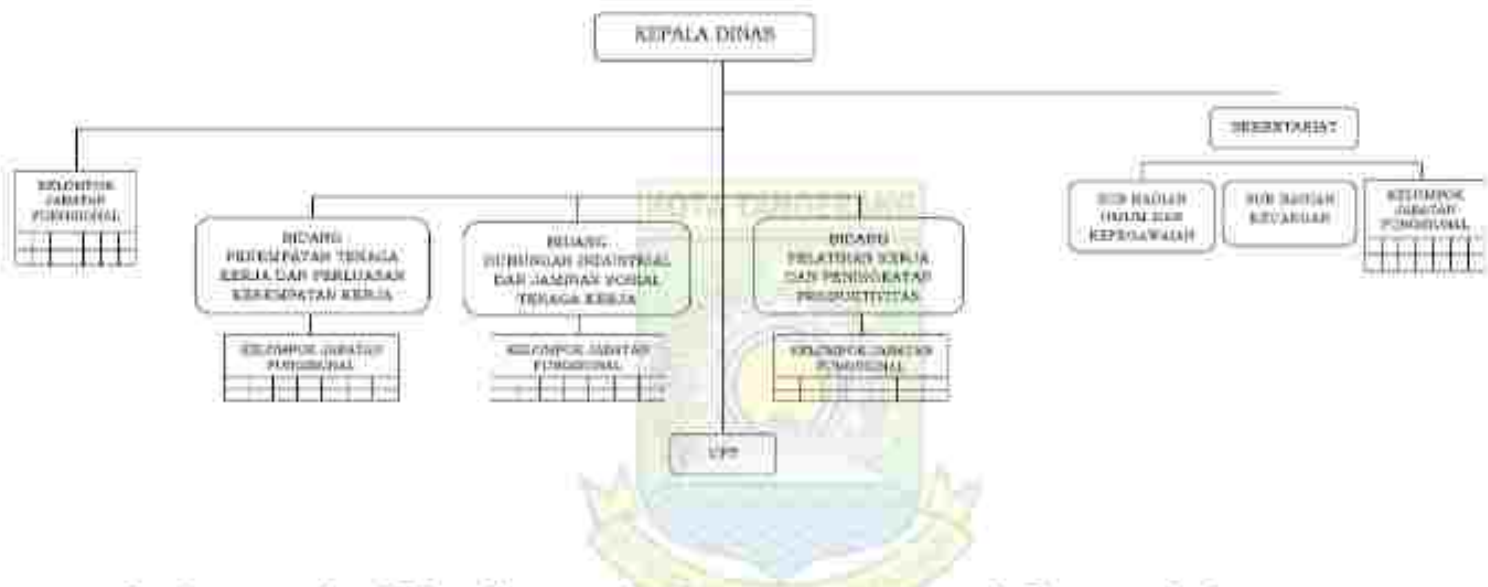 KEPALA DINAS
SEKRETARIAT
KELOMPOK
JABATAN
FUNGSIONAL
SUB BAGIAN
UMUM DAN
KEPEGAWAIAN
SUB BAGIAN
KEUANGAN
KELOMPOK
JABATAN
FUNGSIONAL
KOTA TANGERANG
BIDANG
PENEMPATAN TENAGA
KERJA DAN PERLUASAN
KESEMPATAN KERJA
BIDANG
HUBUNGAN INDUSTRIAL
DAN JAMINAN SOSIAL
TENAGA KERJA
BIDANG
PELATIHAN KERJA
DAN PENINGKATAN
PRODUKTIVITAS
KELOMPOK JABATAN
FUNGSIONAL
KELOMPOK JABATAN
FUNGSIONAL
KELOMPOK JABATAN
FUNGSIONAL
UPT